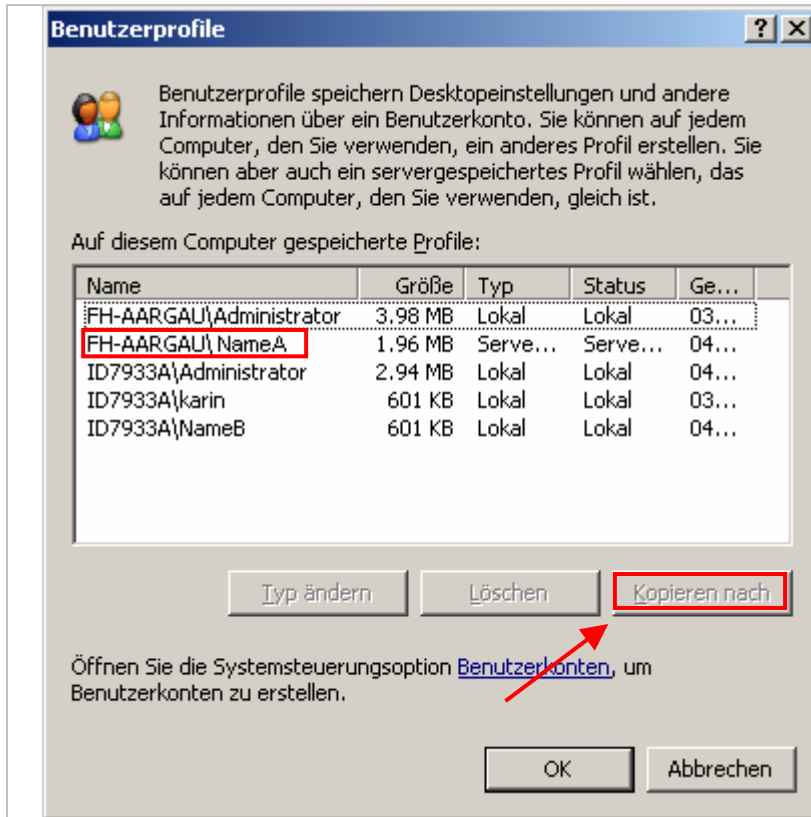 Benutzerprofile
Benutzerprofile speichern Desktopeinstellungen und andere
Informationen über ein Benutzerkonto. Sie können auf jedem
Computer, den Sie verwenden, ein anderes Profil erstellen. Sie
können aber auch ein servergespeichertes Profil wählen, das
auf jedem Computer, den Sie verwenden, gleich ist.
Auf diesem Computer gespeicherte Profile:
Name Größe Typ Status Ge...
FH-AARGAU\Administrator 3.98 MB Lokal Lokal 03...
FH-AARGAU\NameA 1.96 MB Serve... Serve... 04...
ID7933A\Administrator 2.94 MB Lokal Lokal 04...
ID7933A\karin 601 KB Lokal Lokal 03...
ID7933A\NameB 601 KB Lokal Lokal 04...
Typ ändern Löschen Kopieren nach
Öffnen Sie die Systemsteuerungsoption Benutzerkonten, um
Benutzerkonten zu erstellen.
OK Abbrechen